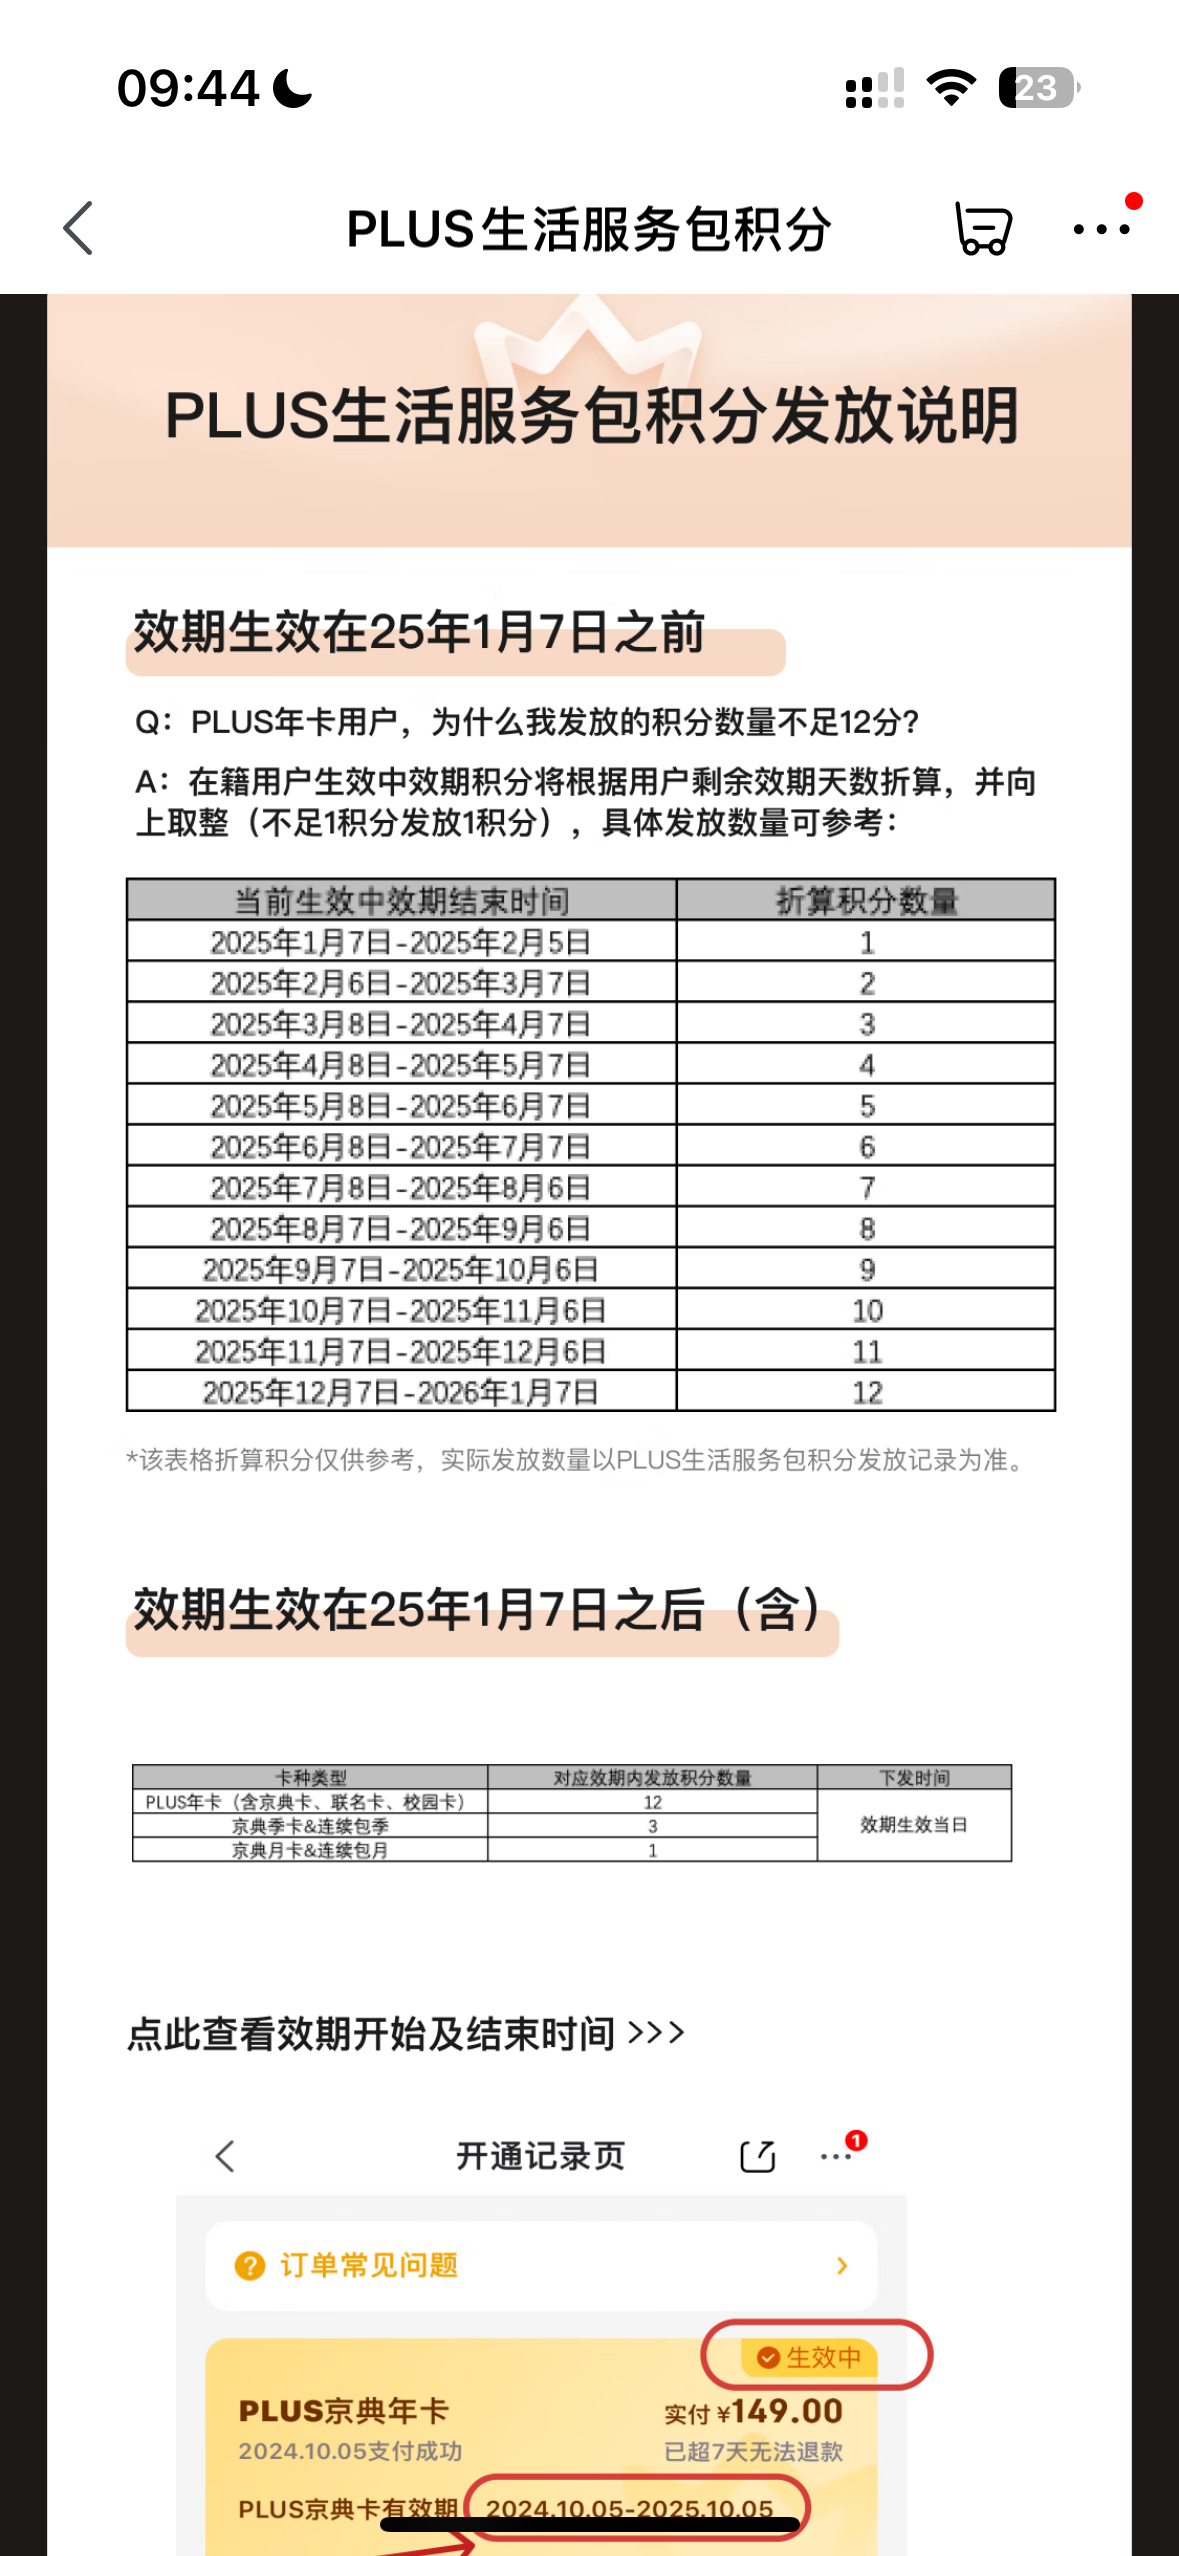 09:44
23
PLUS生活服务包积分
PLUS生活服务包积分发放说明
效期生效在25年1月7日之前
Q：PLUS年卡用户，为什么我发放的积分数量不足12分？
A：在籍用户生效中效期积分将根据用户剩余效期天数折算，并向
上取整（不足1积分发放1积分），具体发放数量可参考：
当前生效中效期结束时间 折算积分数量
2025年1月7日-2025年2月5日 1
2025年2月6日-2025年3月7日 2
2025年3月8日-2025年4月7日 3
2025年4月8日-2025年5月7日 4
2025年5月8日-2025年6月7日 5
2025年6月8日-2025年7月7日 6
2025年7月8日-2025年8月6日 7
2025年8月7日-2025年9月6日 8
2025年9月7日-2025年10月6日 9
2025年10月7日-2025年11月6日 10
2025年11月7日-2025年12月6日 11
2025年12月7日-2026年1月7日 12
*该表格折算积分仅供参考，实际发放数量以PLUS生活服务包积分发放记录为准。
效期生效在25年1月7日之后（含）
卡种类型 对应效期内发放积分数量 下发时间
PLUS年卡（含京典卡、联名卡、校园卡） 12
京典季卡&连续包季 3 效期生效当日
京典月卡&连续包月 1
点此查看效期开始及结束时间 >>>
开通记录页
1
订单常见问题
生效中
PLUS京典年卡 实付 ¥149.00
2024.10.05支付成功 已超7天无法退款
PLUS京典卡有效期 2024.10.05-2025.10.05